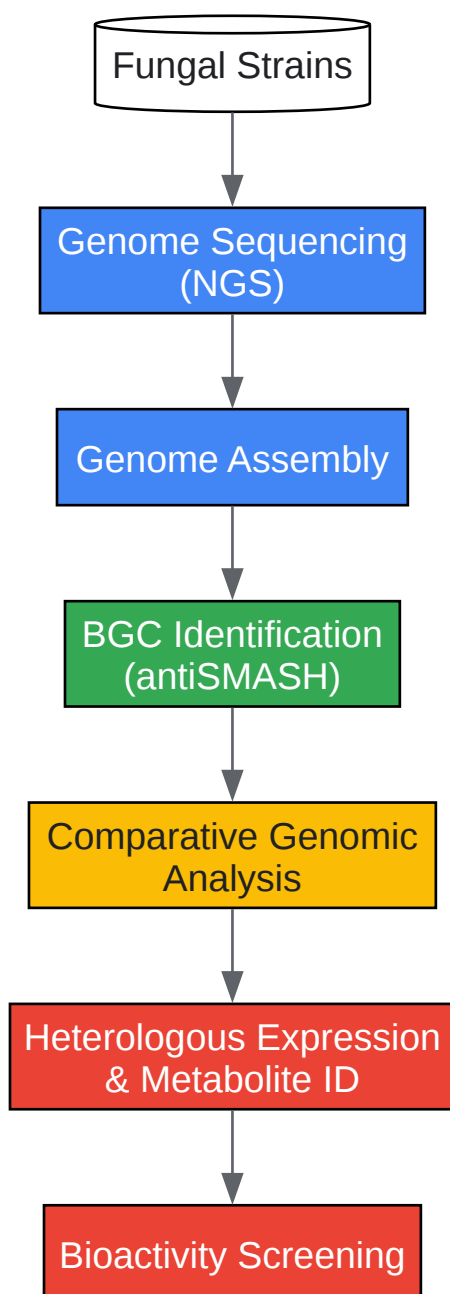 Fungal Strains
Genome Sequencing
(NGS)
Genome Assembly
BGC Identification
(antiSMASH)
Comparative Genomic
Analysis
Heterologous Expression
& Metabolite ID
Bioactivity Screening